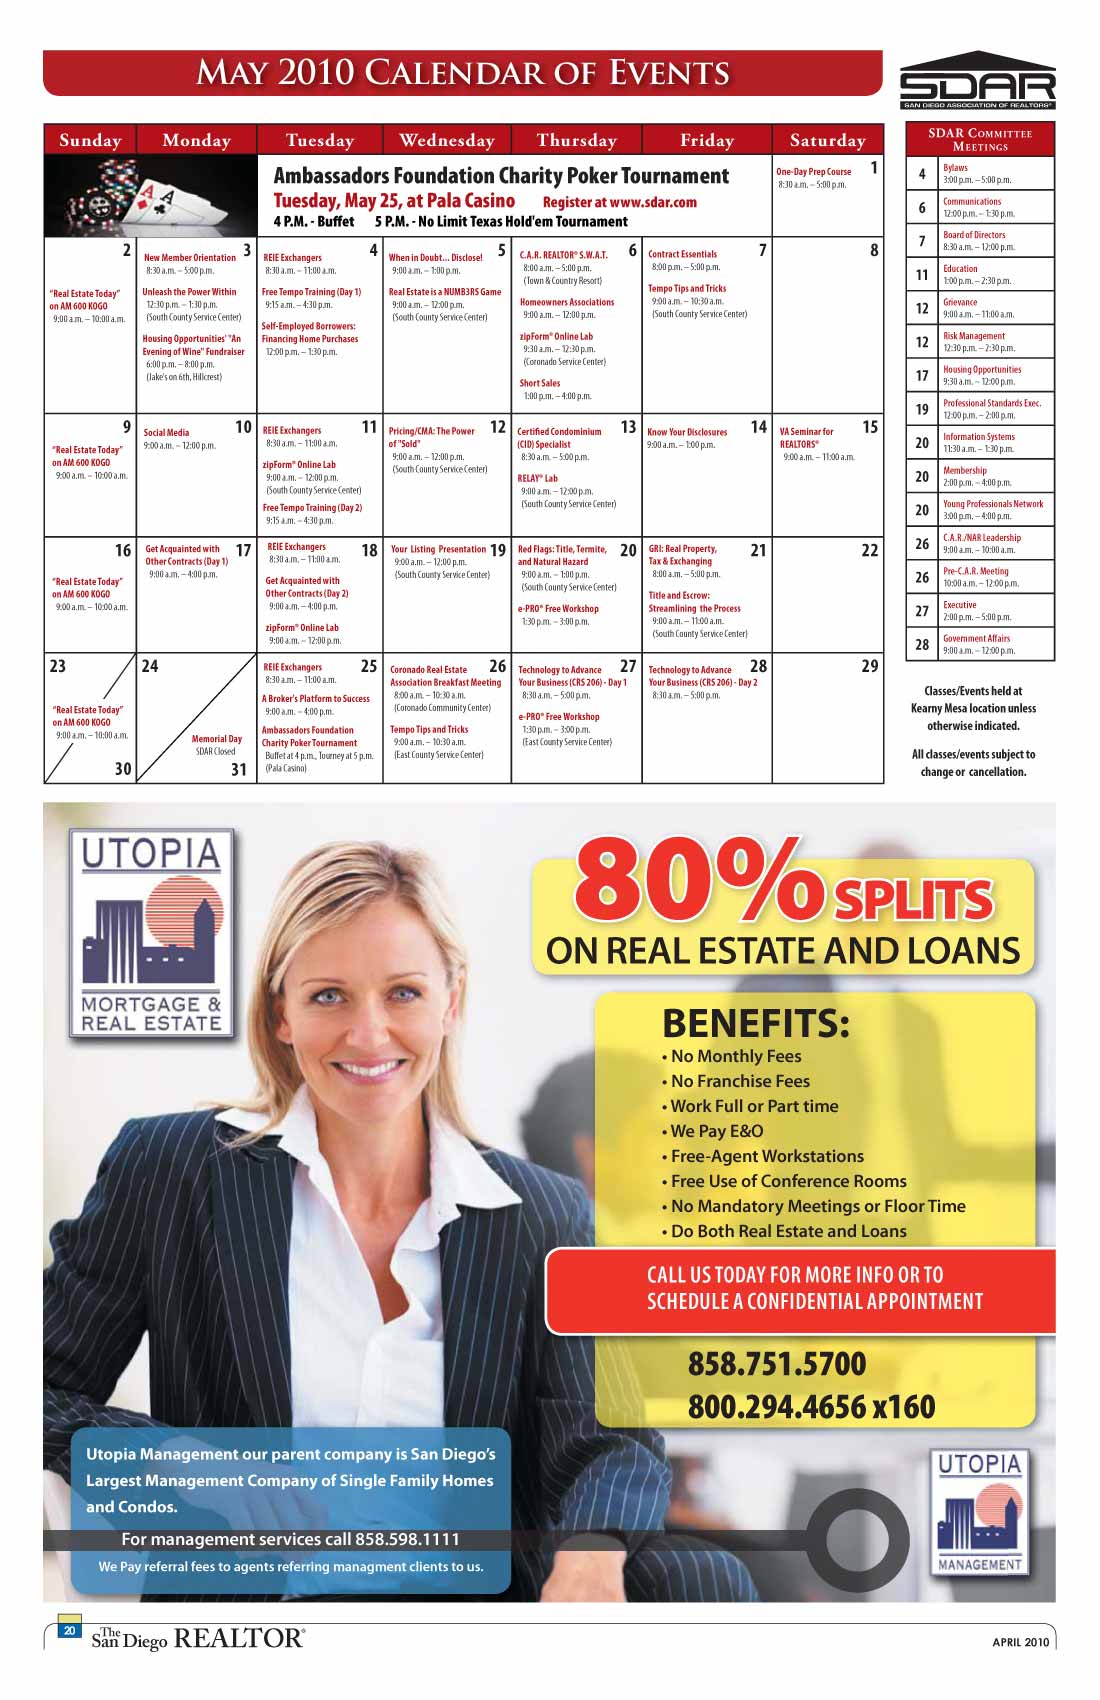 MAY 2010 CALENDAR OF EVENTS
SDAR
SAN DIEGO ASSOCIATION OF REALTORS®
Sunday Monday Tuesday Wednesday Thursday Friday Saturday
Ambassadors Foundation Charity Poker Tournament
Tuesday, May 25, at Pala Casino Register at www.sdar.com
4 P.M. - Buffet 5 P.M. - No Limit Texas Hold'em Tournament
1
One-Day Prep Course
8:30 a.m. – 5:00 p.m.
2
"Real Estate Today"
on AM 600 KOGO
9:00 a.m. – 10:00 a.m.
3
New Member Orientation
8:30 a.m. – 5:00 p.m.
Unleash the Power Within
12:30 p.m. – 1:30 p.m.
(South County Service Center)
Housing Opportunities' "An
Evening of Wine" Fundraiser
6:00 p.m. – 8:00 p.m.
(Jake's on 6th, Hillcrest)
4
REIE Exchangers
8:30 a.m. – 11:00 a.m.
Free Tempo Training (Day 1)
9:15 a.m. – 4:30 p.m.
Self-Employed Borrowers:
Financing Home Purchases
12:00 p.m. – 1:30 p.m.
5
When in Doubt... Disclose!
9:00 a.m. – 1:00 p.m.
Real Estate is a NUMB3RS Game
9:00 a.m. – 12:00 p.m.
(South County Service Center)
6
C.A.R. REALTOR® S.W.A.T.
8:00 a.m. – 5:00 p.m.
(Town & Country Resort)
Homeowners Associations
9:00 a.m. – 12:00 p.m.
zipForm® Online Lab
9:30 a.m. – 12:30 p.m.
(Coronado Service Center)
Short Sales
1:00 p.m. – 4:00 p.m.
7
Contract Essentials
8:00 p.m. – 5:00 p.m.
Tempo Tips and Tricks
9:00 a.m. – 10:30 a.m.
(South County Service Center)
8
9
"Real Estate Today"
on AM 600 KOGO
9:00 a.m. – 10:00 a.m.
10
Social Media
9:00 a.m. – 12:00 p.m.
11
REIE Exchangers
8:30 a.m. – 11:00 a.m.
zipForm® Online Lab
9:00 a.m. – 12:00 p.m.
(South County Service Center)
Free Tempo Training (Day 2)
9:15 a.m. – 4:30 p.m.
12
Pricing/CMA: The Power
of "Sold"
9:00 a.m. – 12:00 p.m.
(South County Service Center)
13
Certified Condominium
(CID) Specialist
8:30 a.m. – 5:00 p.m.
RELAY® Lab
9:00 a.m. – 12:00 p.m.
(South County Service Center)
14
Know Your Disclosures
9:00 a.m. – 1:00 p.m.
15
VA Seminar for
REALTORS®
9:00 a.m. – 11:00 a.m.
16
"Real Estate Today"
on AM 600 KOGO
9:00 a.m. – 10:00 a.m.
17
Get Acquainted with
Other Contracts (Day 1)
9:00 a.m. – 4:00 p.m.
18
REIE Exchangers
8:30 a.m. – 11:00 a.m.
Get Acquainted with
Other Contracts (Day 2)
9:00 a.m. – 4:00 p.m.
zipForm® Online Lab
9:00 a.m. – 12:00 p.m.
19
Your Listing Presentation
9:00 a.m. – 12:00 p.m.
(South County Service Center)
20
Red Flags: Title, Termite,
and Natural Hazard
9:00 a.m. – 1:00 p.m.
(South County Service Center)
e-PRO® Free Workshop
1:30 p.m. – 3:00 p.m.
21
GRI: Real Property,
Tax & Exchanging
8:00 a.m. – 5:00 p.m.
Title and Escrow:
Streamlining the Process
9:00 a.m. – 11:00 a.m.
(South County Service Center)
22
23
"Real Estate Today"
on AM 600 KOGO
9:00 a.m. – 10:00 a.m.
30
24
Memorial Day
SDAR Closed
31
25
REIE Exchangers
8:30 a.m. – 11:00 a.m.
A Broker's Platform to Success
9:00 a.m. – 4:00 p.m.
Ambassadors Foundation
Charity Poker Tournament
Buffet at 4 p.m., Tourney at 5 p.m.
(Pala Casino)
26
Coronado Real Estate
Association Breakfast Meeting
8:00 a.m. – 10:30 a.m.
(Coronado Community Center)
Tempo Tips and Tricks
9:00 a.m. – 10:30 a.m.
(East County Service Center)
27
Technology to Advance
Your Business (CRS 206) - Day 1
8:30 a.m. – 5:00 p.m.
e-PRO® Free Workshop
1:30 p.m. – 3:00 p.m.
(East County Service Center)
28
Technology to Advance
Your Business (CRS 206) - Day 2
8:30 a.m. – 5:00 p.m.
29
SDAR COMMITTEE
MEETINGS
4 Bylaws
3:00 p.m. – 5:00 p.m.
6 Communications
12:00 p.m. – 1:30 p.m.
7 Board of Directors
8:30 a.m. – 12:00 p.m.
11 Education
1:00 p.m. – 2:30 p.m.
12 Grievance
9:00 a.m. – 11:00 a.m.
12 Risk Management
12:30 p.m. – 2:30 p.m.
17 Housing Opportunities
9:30 a.m. – 12:00 p.m.
19 Professional Standards Exec.
12:00 p.m. – 2:00 p.m.
20 Information Systems
11:30 a.m. – 1:30 p.m.
20 Membership
2:00 p.m. – 4:00 p.m.
20 Young Professionals Network
3:00 p.m. – 4:00 p.m.
26 C.A.R./NAR Leadership
9:00 a.m. – 10:00 a.m.
26 Pre-C.A.R. Meeting
10:00 a.m. – 12:00 p.m.
27 Executive
2:00 p.m. – 5:00 p.m.
28 Government Affairs
9:00 a.m. – 12:00 p.m.
Classes/Events held at
Kearny Mesa location unless
otherwise indicated.
All classes/events subject to
change or cancellation.
UTOPIA
MORTGAGE &
REAL ESTATE
80% SPLITS
ON REAL ESTATE AND LOANS
BENEFITS:
• No Monthly Fees
• No Franchise Fees
• Work Full or Part time
• We Pay E&O
• Free-Agent Workstations
• Free Use of Conference Rooms
• No Mandatory Meetings or Floor Time
• Do Both Real Estate and Loans
CALL US TODAY FOR MORE INFO OR TO
SCHEDULE A CONFIDENTIAL APPOINTMENT
858.751.5700
800.294.4656 x160
Utopia Management our parent company is San Diego's
Largest Management Company of Single Family Homes
and Condos.
For management services call 858.598.1111
We Pay referral fees to agents referring managment clients to us.
UTOPIA
MANAGEMENT
20
The San Diego REALTOR®
APRIL 2010